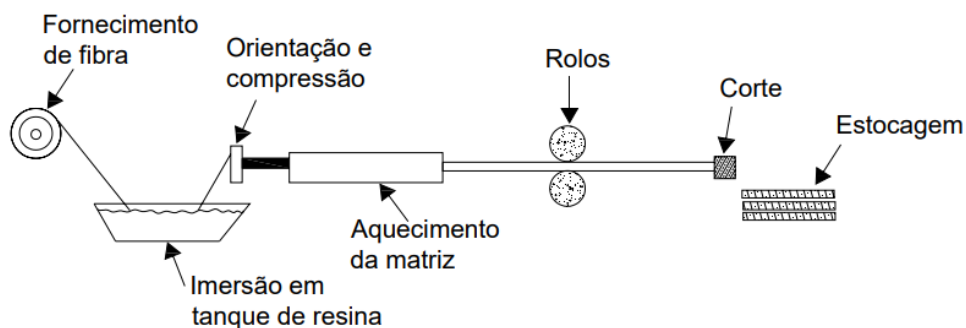 Fornecimento
de fibra
Orientação e
compressão
Rolos
Corte
Estocagem
Aquecimento
da matriz
Imersão em
tanque de resina